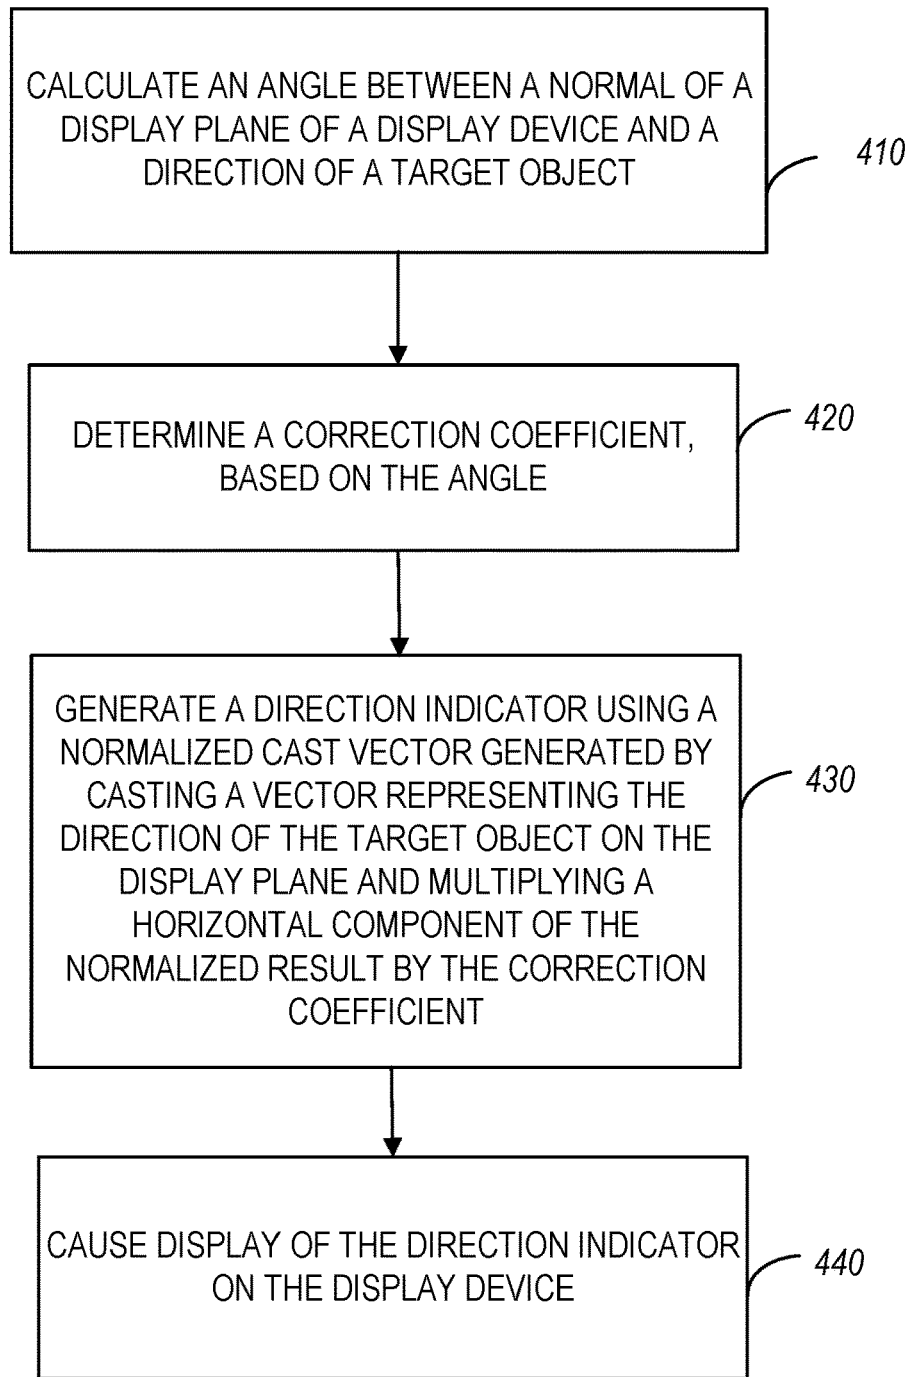 CALCULATE AN ANGLE BETWEEN A NORMAL OF A
DISPLAY PLANE OF A DISPLAY DEVICE AND A
DIRECTION OF A TARGET OBJECT
410
DETERMINE A CORRECTION COEFFICIENT,
BASED ON THE ANGLE
420
GENERATE A DIRECTION INDICATOR USING A
NORMALIZED CAST VECTOR GENERATED BY
CASTING A VECTOR REPRESENTING THE
DIRECTION OF THE TARGET OBJECT ON THE
DISPLAY PLANE AND MULTIPLYING A
HORIZONTAL COMPONENT OF THE
NORMALIZED RESULT BY THE CORRECTION
COEFFICIENT
430
CAUSE DISPLAY OF THE DIRECTION INDICATOR
ON THE DISPLAY DEVICE
440